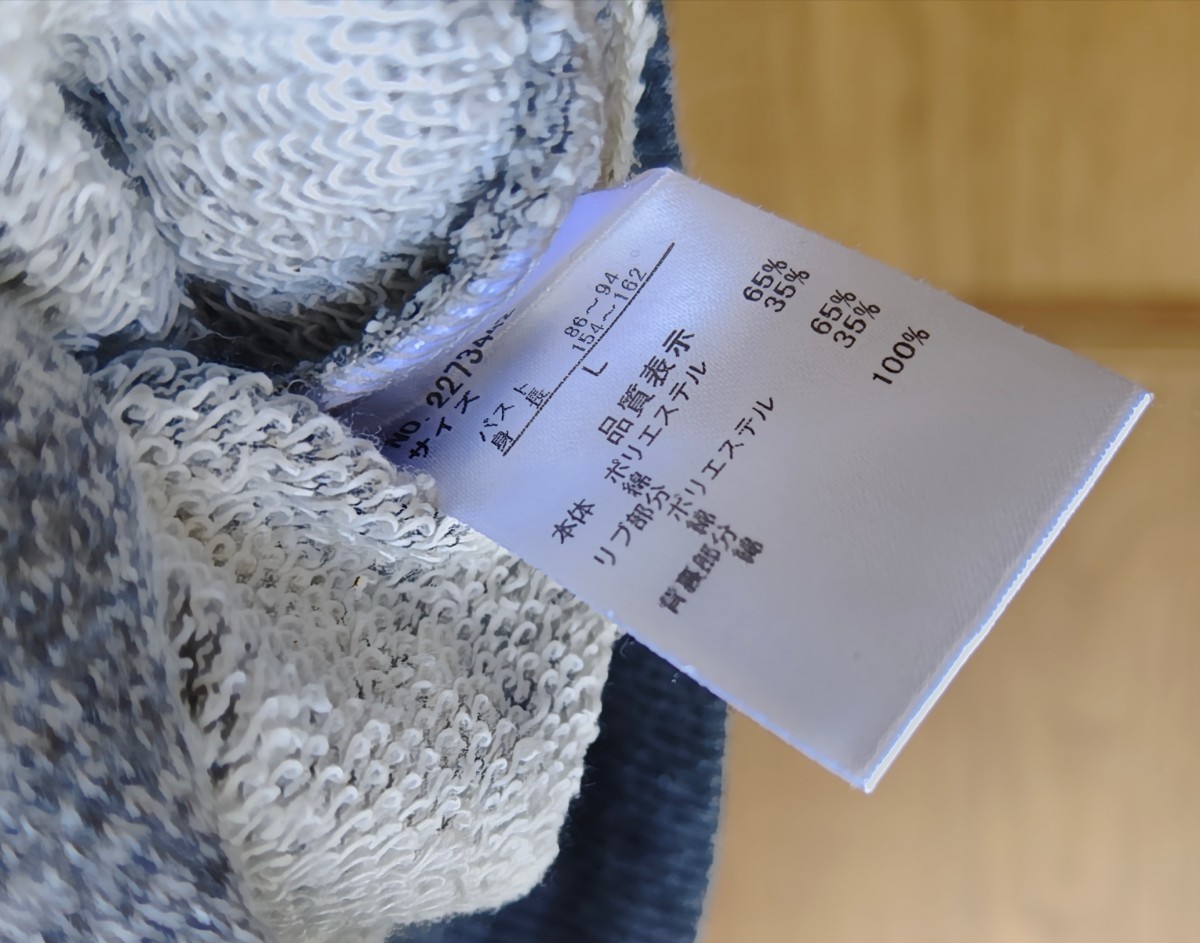 NO. 22734
サイズ
バスト 86～94
身長 154～162
L
品質表示
本体 ポリエステル 65%
綿 35%
リブ部分
ポリエステル 65%
綿 35%
背裏部分
綿 100%